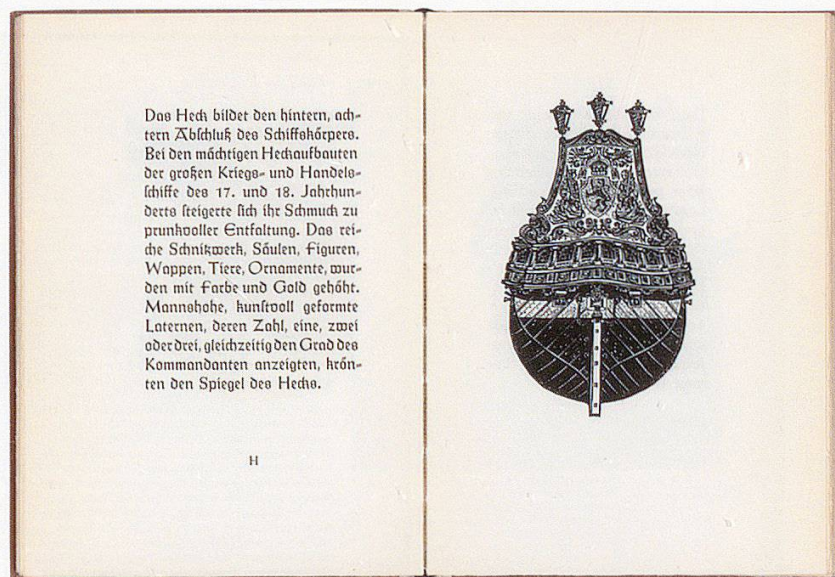 Das Heck bildet den hintern, ach-
tern Abschluß des Schiffskörpers.
Bei den mächtigen Heckaufbauten
der großen Kriegs- und Handels-
schiffe des 17. und 18. Jahrhun-
derts steigerte sich ihr Schmuck zu
prunkvoller Entfaltung. Das rei-
che Schnitzwerk, Säulen, Figuren,
Wappen, Tiere, Ornamente, wur-
den mit Farbe und Gold gehöht.
Mannshohe, kunstvoll geformte
Laternen, deren Zahl, eine, zwei
oder drei, gleichzeitig den Grad des
Kommandanten anzeigten, krön-
ten den Spiegel des Hecks.
H